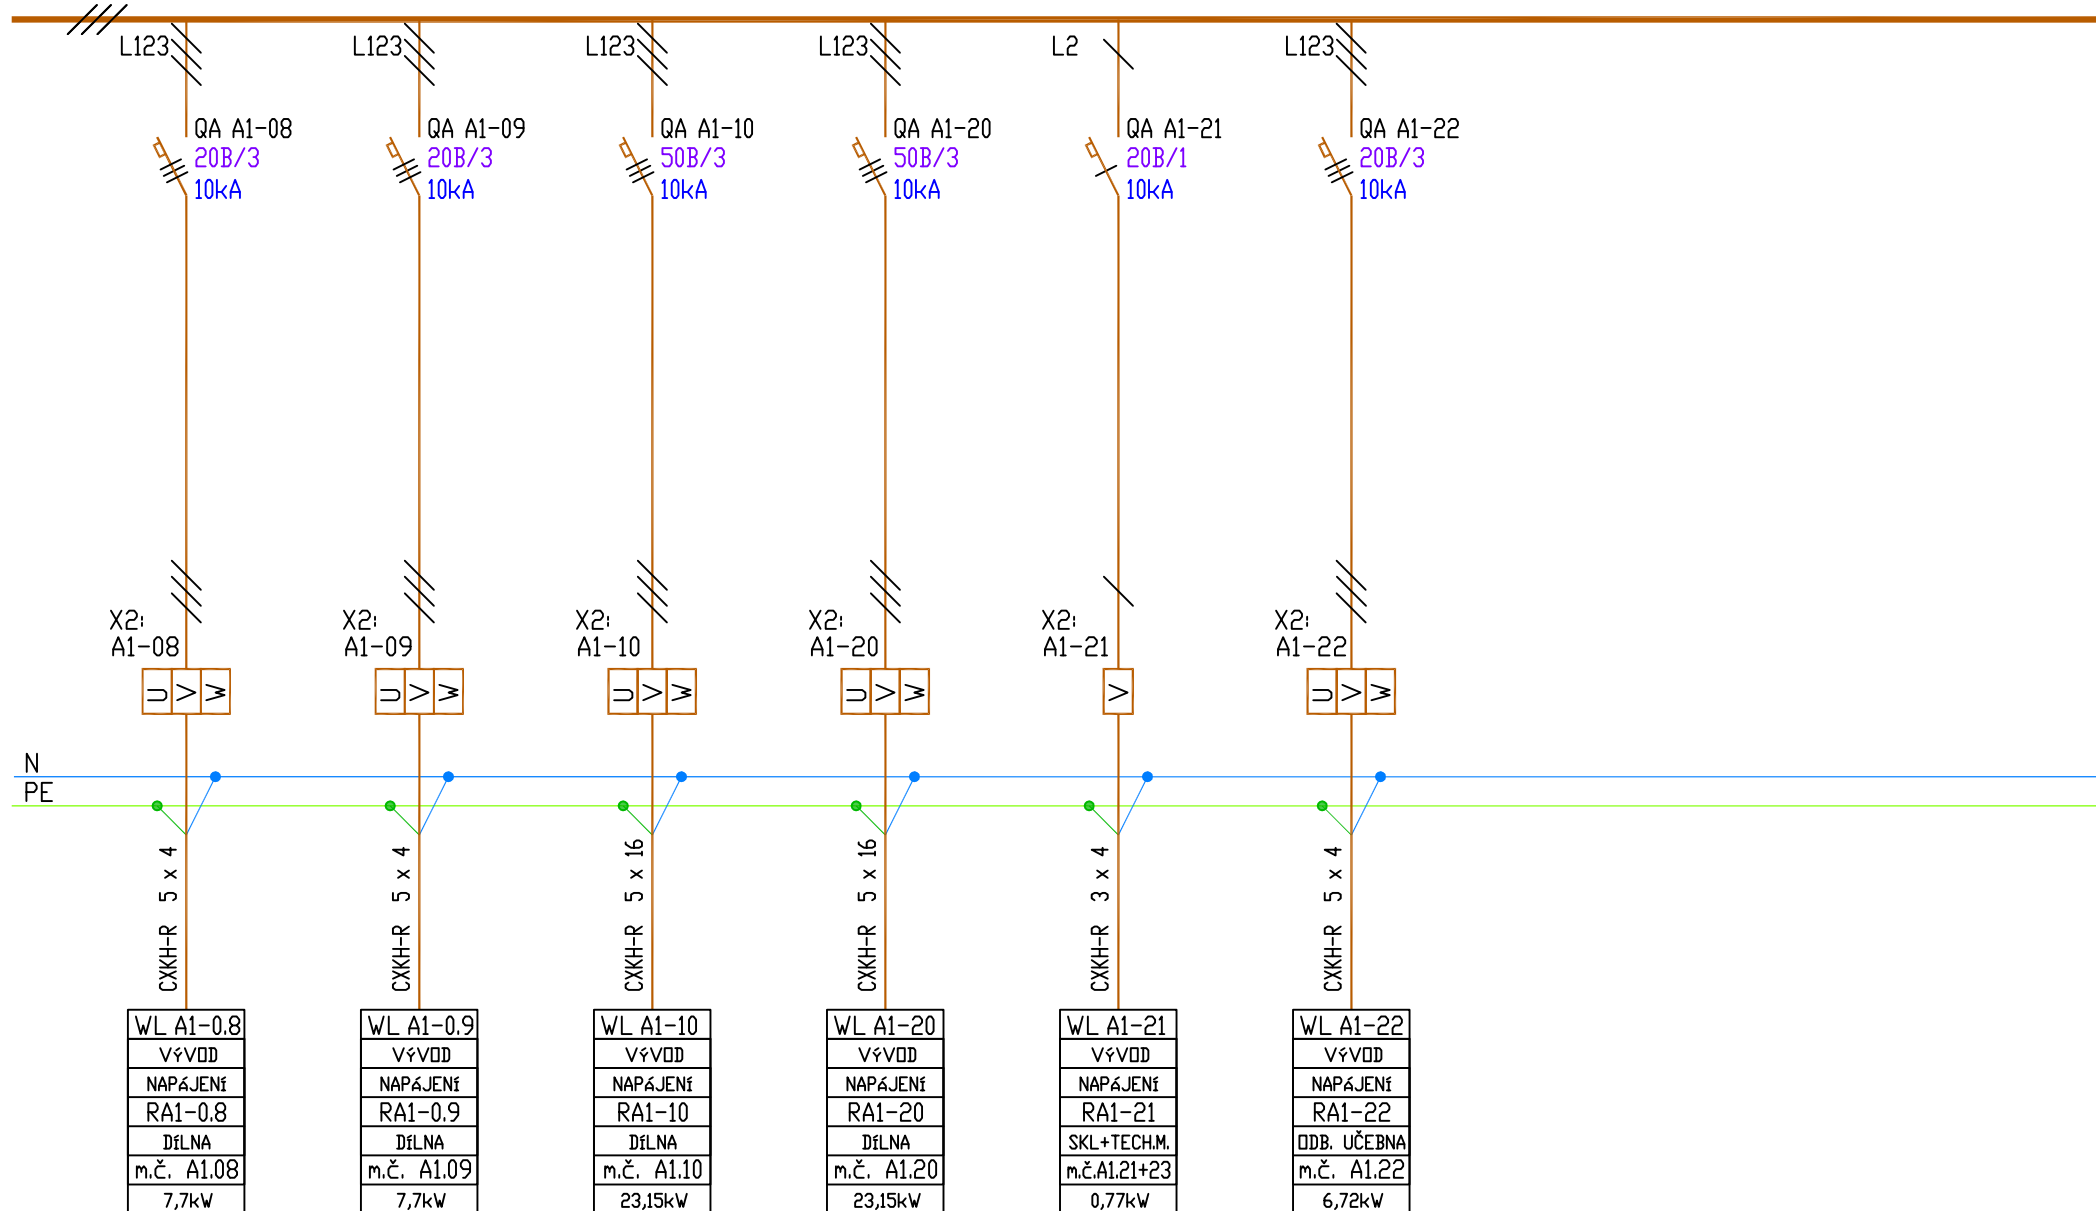 L123 L123 L123 L123 L2 L123
QA A1-08 QA A1-09 QA A1-10 QA A1-20 QA A1-21 QA A1-22
20B/3 20B/3 50B/3 50B/3 20B/1 20B/3
10kA 10kA 10kA 10kA 10kA 10kA
X2: X2: X2: X2: X2: X2:
A1-08 A1-09 A1-10 A1-20 A1-21 A1-22
U V W U V W U V W U V W V U V W
N
PE
CXKH-R 5 x 4
CXKH-R 5 x 4
CXKH-R 5 x 16
CXKH-R 5 x 16
CXKH-R 3 x 4
CXKH-R 5 x 4
WL A1-0.8 WL A1-0.9 WL A1-10 WL A1-20 WL A1-21 WL A1-22
VÝVOD VÝVOD VÝVOD VÝVOD VÝVOD VÝVOD
NAPÁJENÍ NAPÁJENÍ NAPÁJENÍ NAPÁJENÍ NAPÁJENÍ NAPÁJENÍ
RA1-0.8 RA1-0.9 RA1-10 RA1-20 RA1-21 RA1-22
DÍLNA DÍLNA DÍLNA DÍLNA SKL+TECH.M. ODB. UČEBNA
m.č. A1.08 m.č. A1.09 m.č. A1.10 m.č. A1.20 m.č.A1.21+23 m.č. A1.22
7,7kW 7,7kW 23,15kW 23,15kW 0,77kW 6,72kW